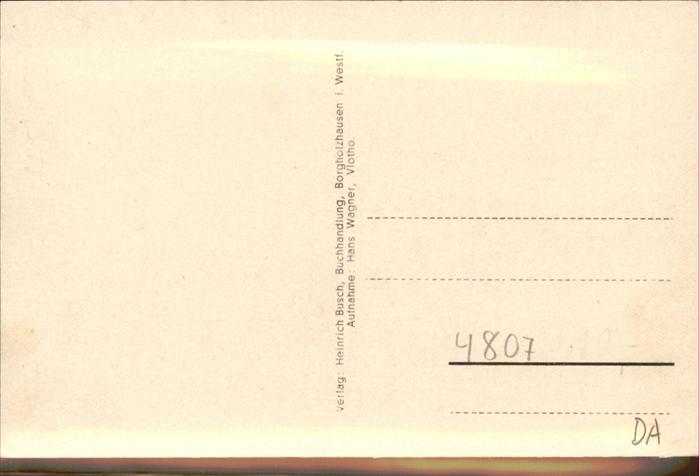 Verlag: Heinrich Busch, Buchhandlung, Borgholzhausen i. Westf.
Aufnahme: Hans Wagner, Vlotho.
4807
DA